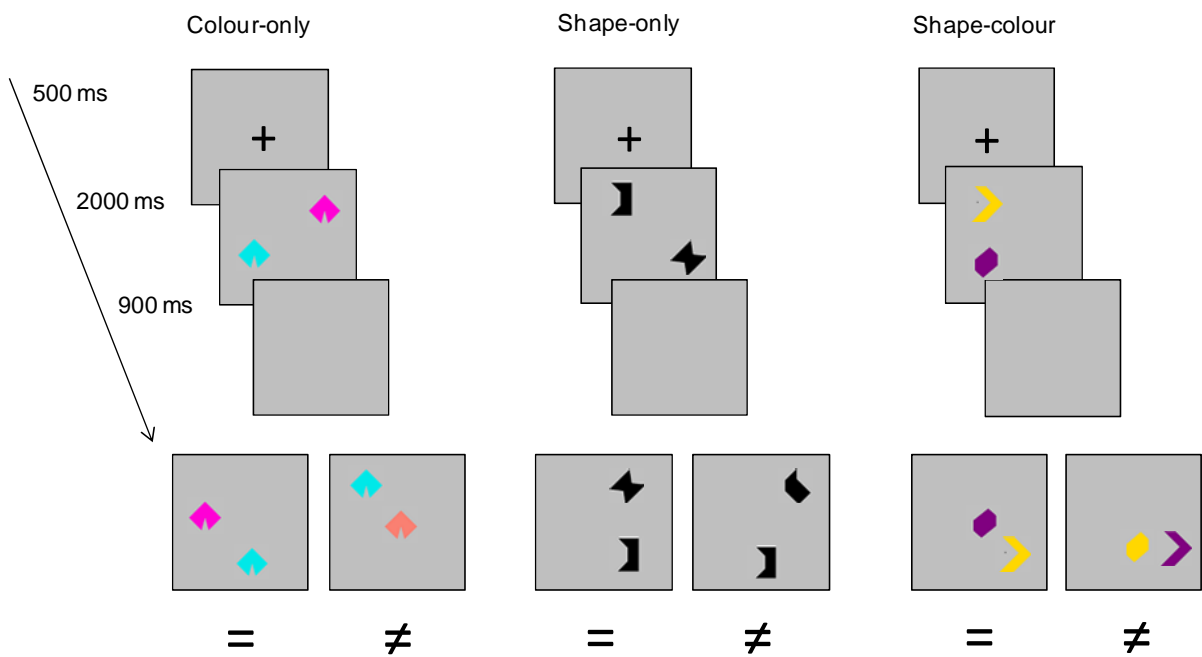 Colour-only Shape-only Shape-colour
500 ms
+ + +
2000 ms
900 ms
= ≠ = ≠ = ≠